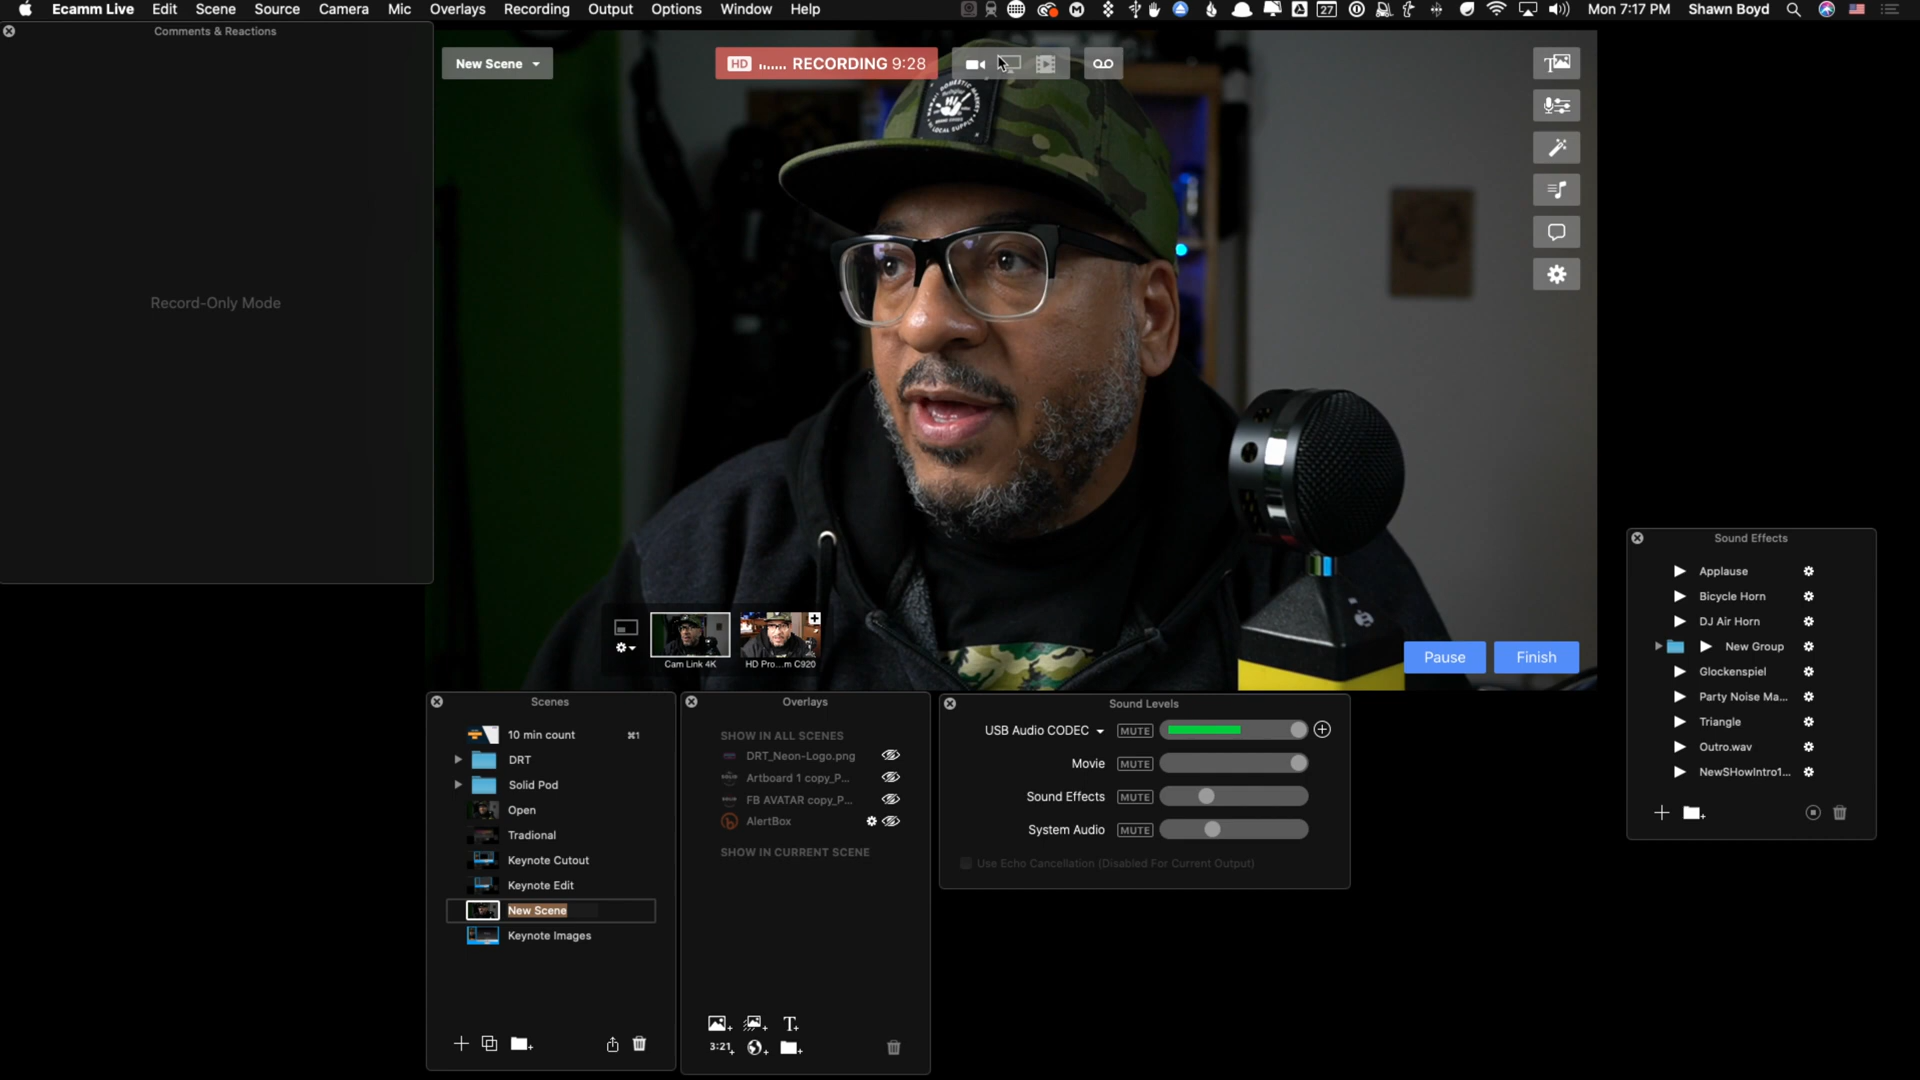 Ecamm Live Edit Scene Source Camera Mic Overlays Recording Output Options Window Help
27 Mon 7:17 PM Shawn Boyd
Comments & Reactions
Record-Only Mode
New Scene
HD RECORDING 9:28
DOMESTIC MARKET
LOCAL SUPPLY
Cam Link 4K
HD Pro...m C920
Pause
Finish
Scenes
10 min count ⌘1
DRT
Solid Pod
Open
Tradional
Keynote Cutout
Keynote Edit
New Scene
Keynote Images
Overlays
SHOW IN ALL SCENES
DRT_Neon-Logo.png
Artboard 1 copy_P...
FB AVATAR copy_P...
AlertBox
SHOW IN CURRENT SCENE
T+
3:21+
Sound Levels
USB Audio CODEC MUTE
Movie MUTE
Sound Effects MUTE
System Audio MUTE
Use Echo Cancellation (Disabled For Current Output)
Sound Effects
Applause
Bicycle Horn
DJ Air Horn
New Group
Glockenspiel
Party Noise Ma...
Triangle
Outro.wav
NewSHowIntro1...